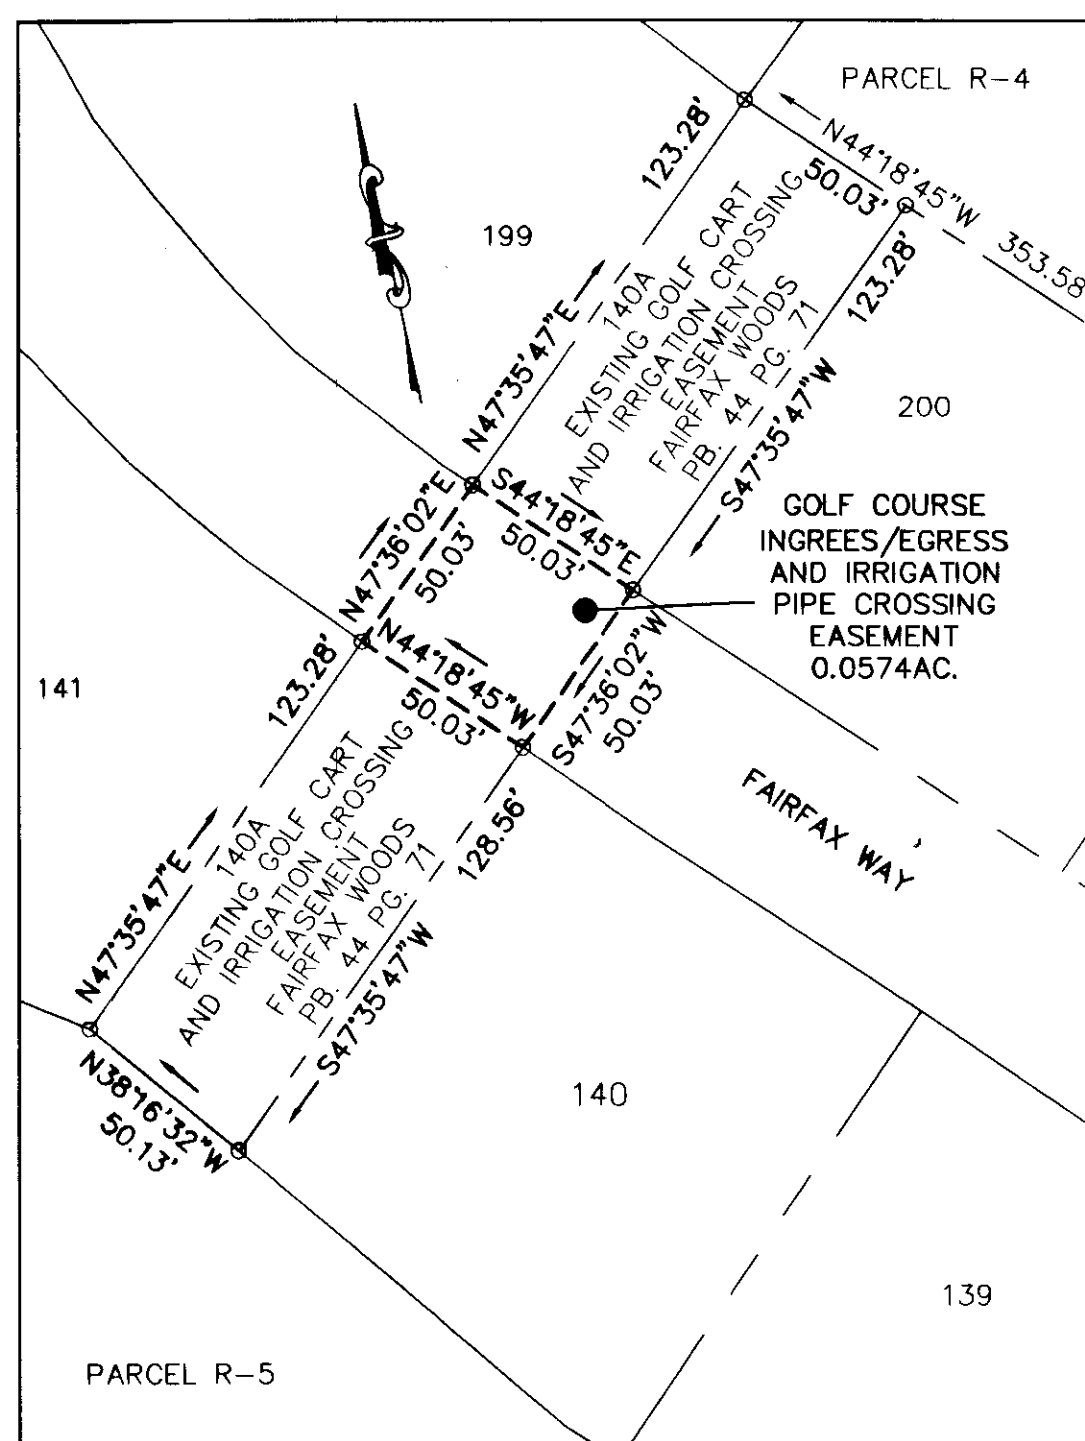 PARCEL R-4
N44°18'45"W
50.03'
353.58
123.28'
199
N47°35'47"E
140A
EXISTING GOLF CART
AND IRRIGATION CROSSING
EASEMENT
FAIRFAX WOODS
PB. 44 PG. 71
123.28'
S47°35'47"W
200
GOLF COURSE
INGREES/EGRESS
AND IRRIGATION
PIPE CROSSING
EASEMENT
0.0574AC.
S44°18'45"E
50.03'
N47°36'02"E
50.03'
N44°18'45"W
50.03'
S47°36'02"W
50.03'
141
123.28'
FAIRFAX WAY
N47°35'47"E
140A
EXISTING GOLF CART
AND IRRIGATION CROSSING
EASEMENT
FAIRFAX WOODS
PB. 44 PG. 71
128.56'
S47°35'47"W
N38°16'32"W
50.13'
140
139
PARCEL R-5